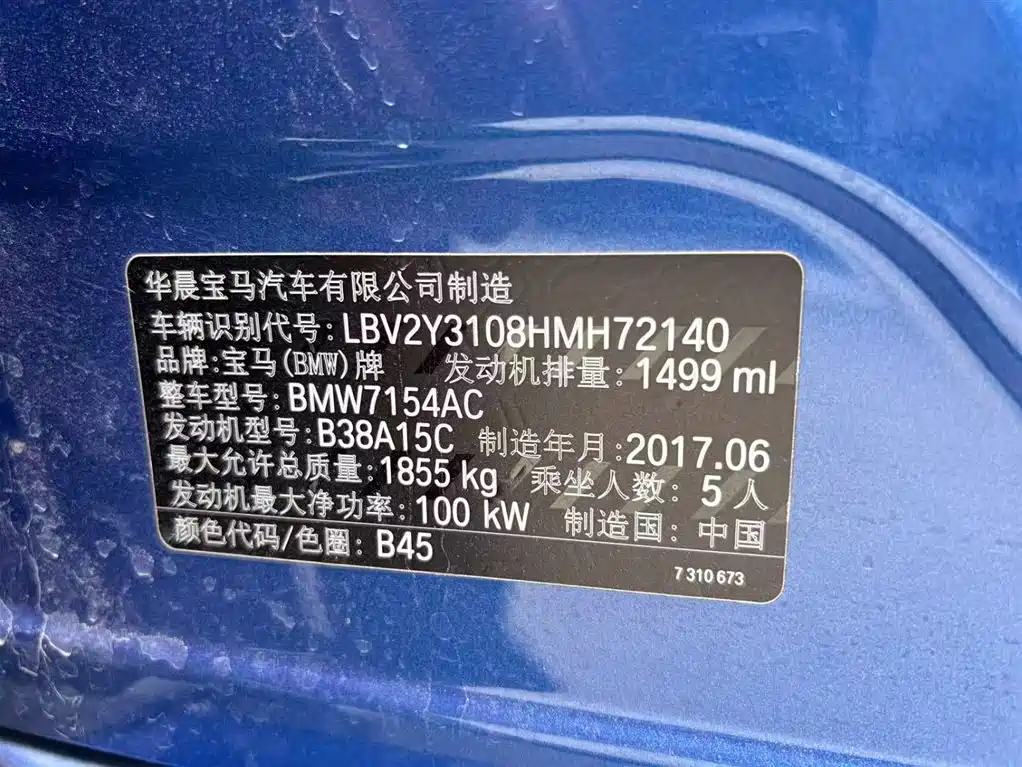 华晨宝马汽车有限公司制造
车辆识别代号: LBV2Y3108HMH72140
品牌: 宝马(BMW)牌 发动机排量: 1499 ml
整车型号: BMW7154AC
发动机型号: B38A15C 制造年月: 2017.06
最大允许总质量: 1855 kg 乘坐人数: 5 人
发动机最大净功率: 100 kW 制造国: 中国
颜色代码/色圈: B45
7 310 673